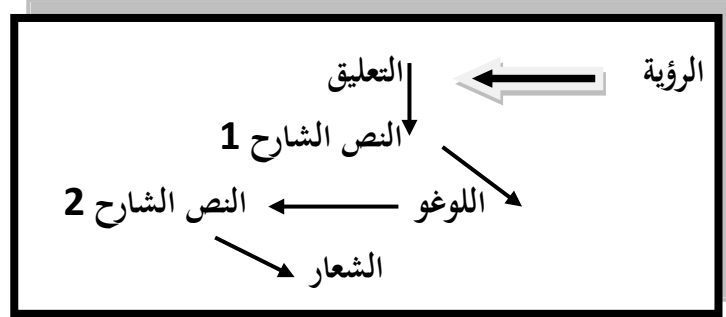 الرؤية التعليق
النص الشارح 1
اللوغو النص الشارح 2
الشعار